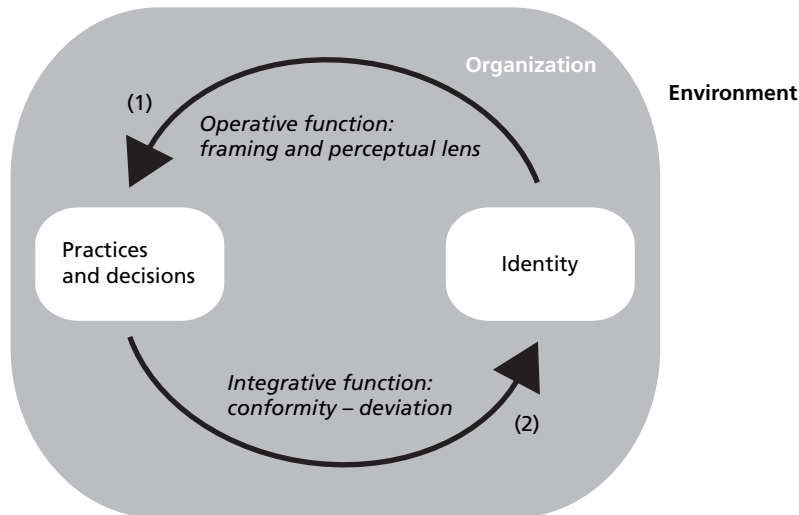 Organization
Environment
(1)
Operative function:
framing and perceptual lens
Practices
and decisions
Identity
Integrative function:
conformity – deviation
(2)